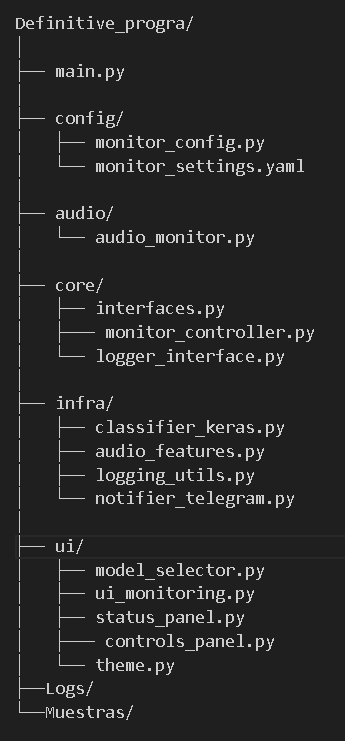 Definitive_progra/
│
├── main.py
│
├── config/
│   ├── monitor_config.py
│   └── monitor_settings.yaml
│
├── audio/
│   └── audio_monitor.py
│
├── core/
│   ├── interfaces.py
│   ├── monitor_controller.py
│   └── logger_interface.py
│
├── infra/
│   ├── classifier_keras.py
│   ├── audio_features.py
│   ├── logging_utils.py
│   └── notifier_telegram.py
│
├── ui/
│   ├── model_selector.py
│   ├── ui_monitoring.py
│   ├── status_panel.py
│   ├── controls_panel.py
│   └── theme.py
├──Logs/
└──Muestras/